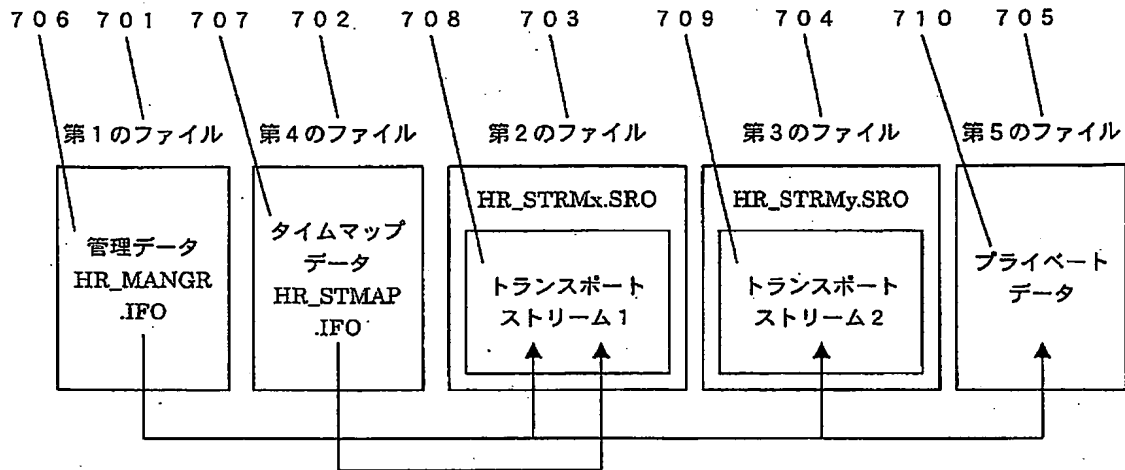 ７０６ ７０１ ７０７ ７０２ ７０８ ７０３ ７０９ ７０４ ７１０ ７０５
第１のファイル 第４のファイル 第２のファイル 第３のファイル 第５のファイル
管理データ
HR_MANGR
.IFO
タイムマップ
データ
HR_STMAP
.IFO
HR_STRMx.SRO
トランスポート
ストリーム１
HR_STRMy.SRO
トランスポート
ストリーム２
プライベート
データ